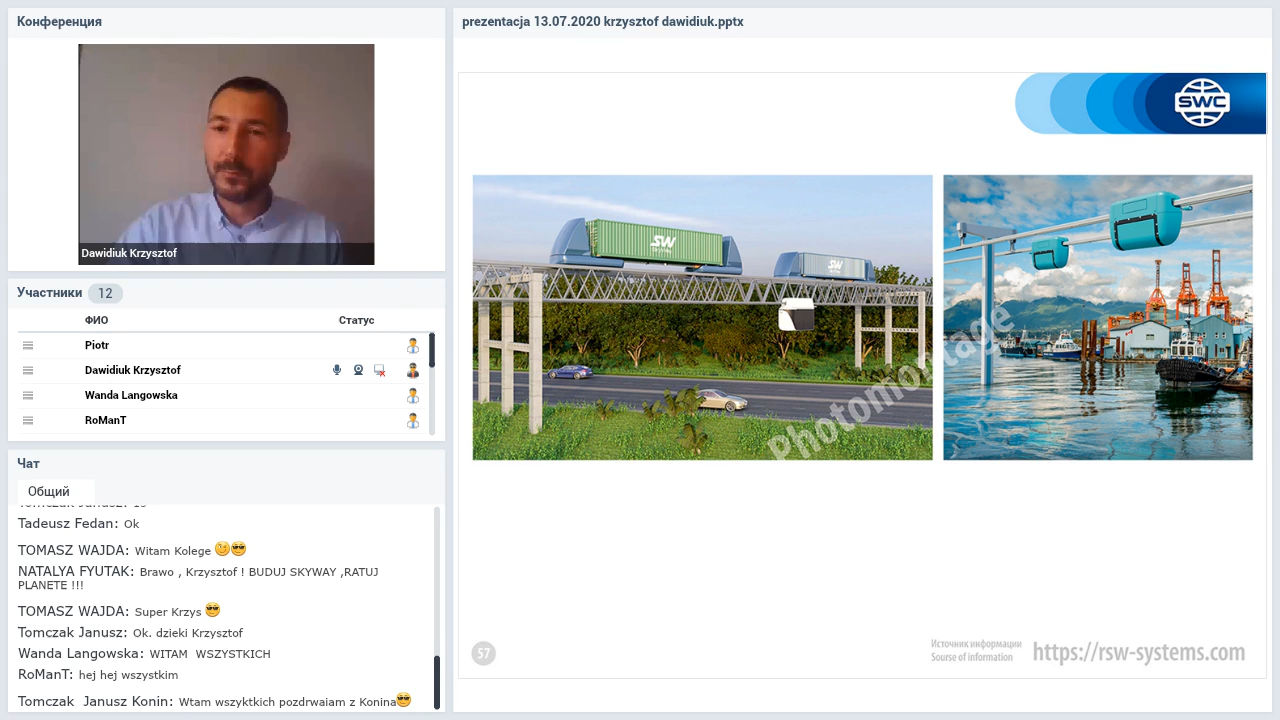 Конференция
Dawidiuk Krzysztof
Участники 12
ФИО Статус
Piotr
Dawidiuk Krzysztof
Wanda Langowska
RoManT
Чат
Общий
Tadeusz Fedan: Ok
TOMASZ WAJDA: Witam Kolege
NATALYA FYUTAK: Brawo , Krzysztof ! BUDUJ SKYWAY ,RATUJ
PLANETE !!!
TOMASZ WAJDA: Super Krzys
Tomczak Janusz: Ok. dzieki Krzysztof
Wanda Langowska: WITAM WSZYSTKICH
RoManT: hej hej wszystkim
Tomczak Janusz Konin: Wtam wszyktkich pozdrwaiam z Konina
prezentacja 13.07.2020 krzysztof dawidiuk.pptx
SWC
SW
Photomontage
57
Источник информации
Sourse of information
https://rsw-systems.com